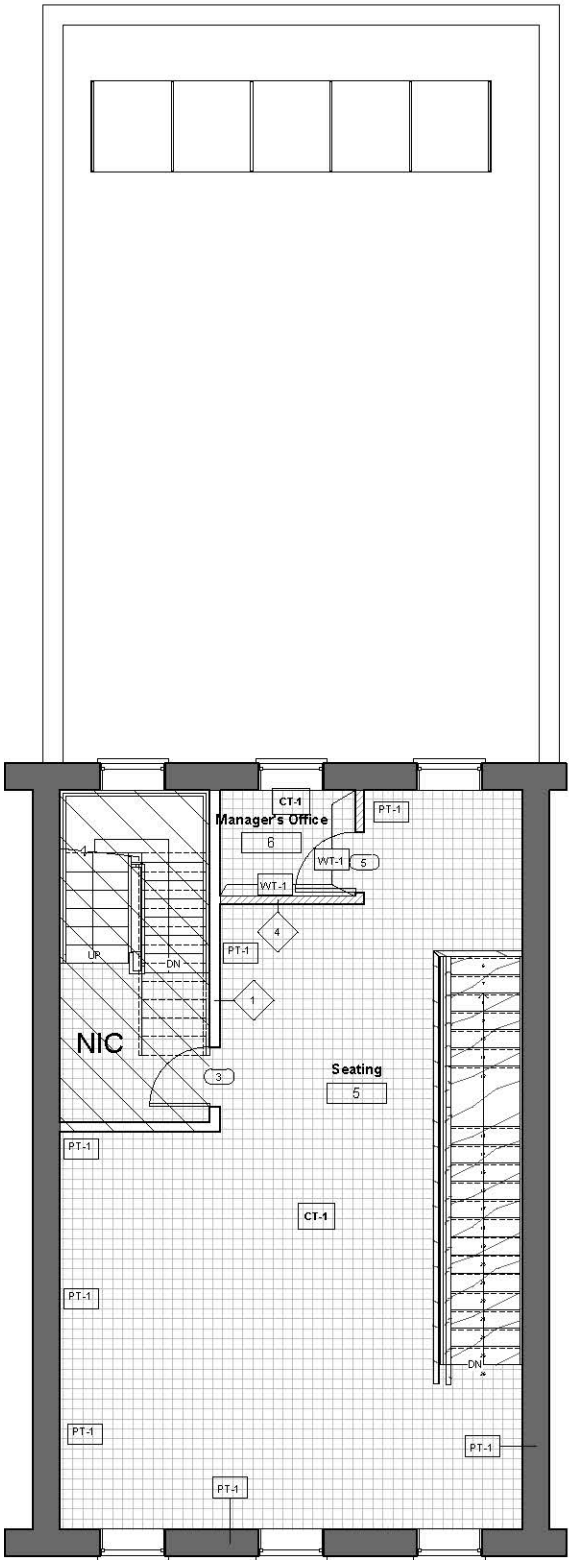 CT-1
PT-1
Manager's Office
6
WT-1
5
WT-1
4
UP
DN
PT-1
1
NIC
3
Seating
5
PT-1
CT-1
PT-1
DN
PT-1
PT-1
PT-1